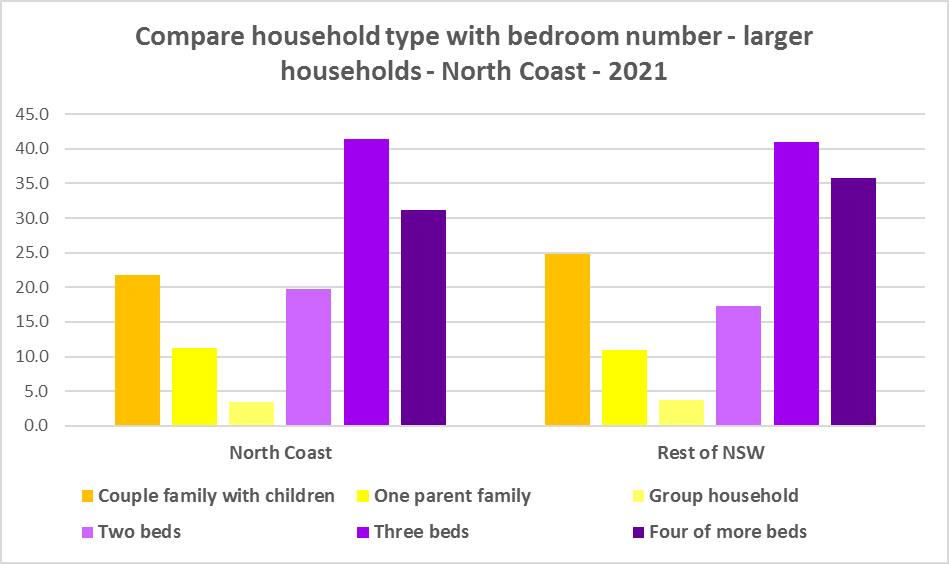 Compare household type with bedroom number - larger
households - North Coast - 2021
45.0
40.0
35.0
30.0
25.0
20.0
15.0
10.0
5.0
0.0
North Coast
Rest of NSW
Couple family with children
One parent family
Group household
Two beds
Three beds
Four of more beds